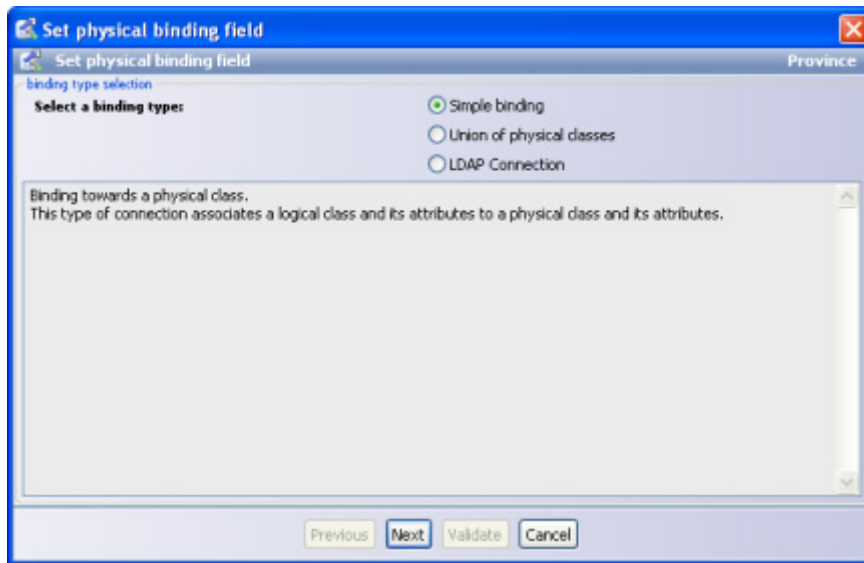 Set physical binding field
Set physical binding field Province
binding type selection
Select a binding type:
Simple binding
Union of physical classes
LDAP Connection
Binding towards a physical class.
This type of connection associates a logical class and its attributes to a physical class and its attributes.
Previous Next Validate Cancel